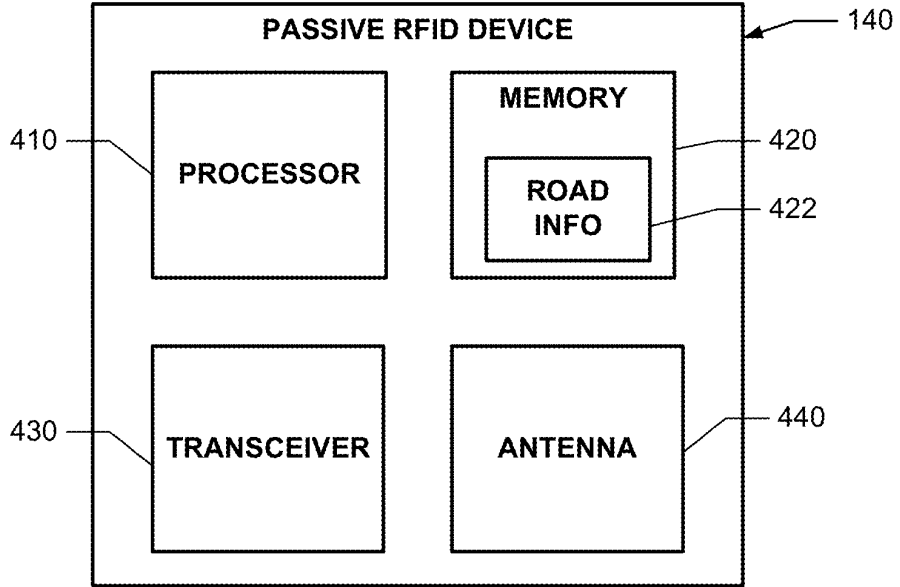 PASSIVE RFID DEVICE
140
410
PROCESSOR
MEMORY
420
ROAD
INFO
422
430
TRANSCEIVER
ANTENNA
440